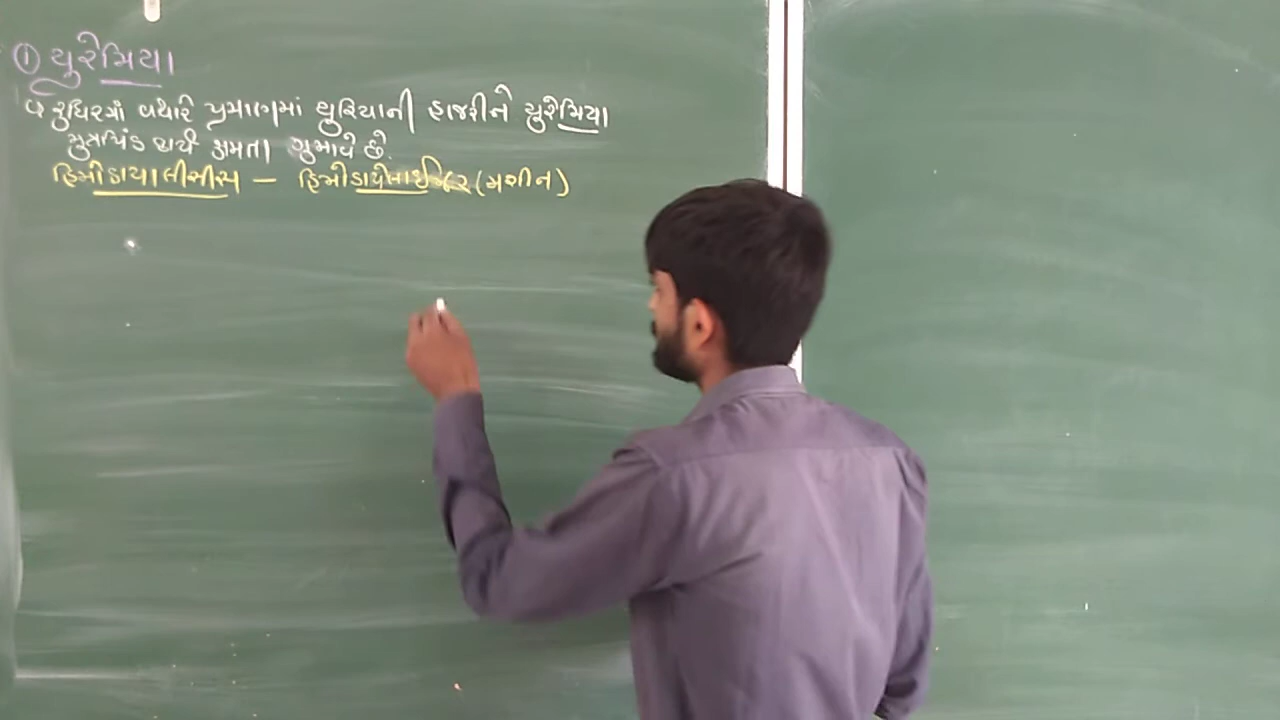 ① યુરેમિયા
↳ રુધિરમાં વધારે પ્રમાણમાં યુરિયાની હાજરીને યુરેમિયા
મુત્રપિંડ કાર્ય ક્ષમતા ગુમાવે છે.
હિમોડાયાલીસીસ – હિમોડાયેલાઈઝર (મશીન)